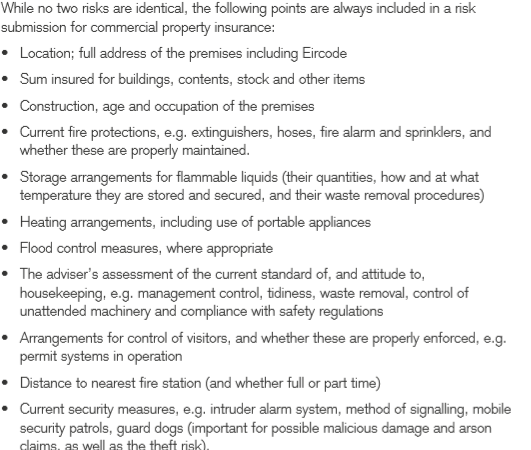 While no two risks are identical, the following points are always included in a risk
submission for commercial property insurance:
• Location; full address of the premises including Eircode
• Sum insured for buildings, contents, stock and other items
• Construction, age and occupation of the premises
• Current fire protections, e.g. extinguishers, hoses, fire alarm and sprinklers, and
whether these are properly maintained.
• Storage arrangements for flammable liquids (their quantities, how and at what
temperature they are stored and secured, and their waste removal procedures)
• Heating arrangements, including use of portable appliances
• Flood control measures, where appropriate
• The adviser's assessment of the current standard of, and attitude to,
housekeeping, e.g. management control, tidiness, waste removal, control of
unattended machinery and compliance with safety regulations
• Arrangements for control of visitors, and whether these are properly enforced, e.g.
permit systems in operation
• Distance to nearest fire station (and whether full or part time)
• Current security measures, e.g. intruder alarm system, method of signalling, mobile
security patrols, guard dogs (important for possible malicious damage and arson
claims, as well as the theft risk).